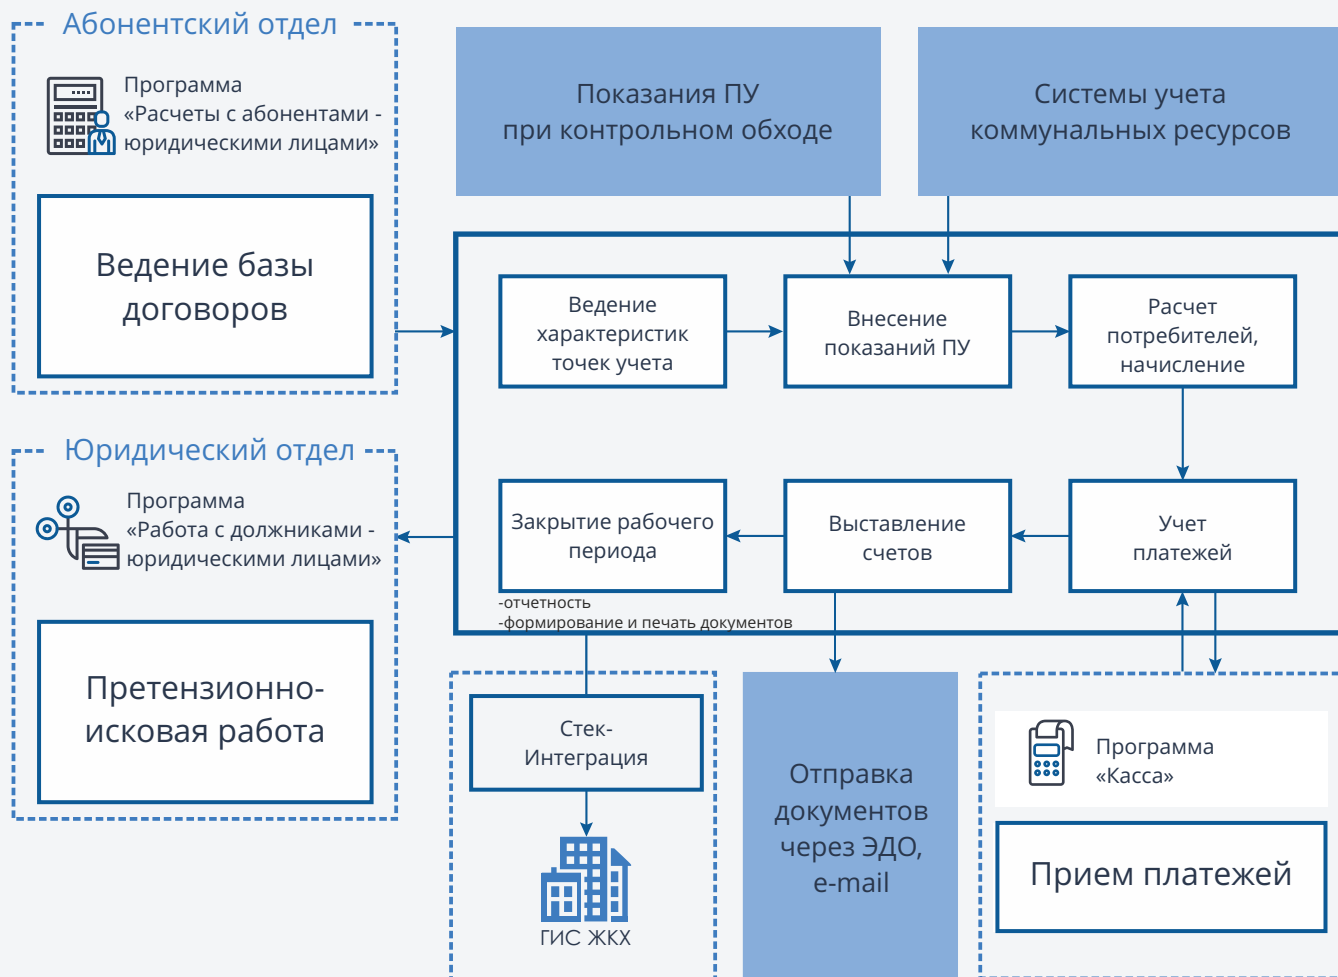 Абонентский отдел
Программа
«Расчеты с абонентами -
юридическими лицами»
Ведение базы
договоров
Показания ПУ
при контрольном обходе
Системы учета
коммунальных ресурсов
Ведение
характеристик
точек учета
Внесение
показаний ПУ
Расчет
потребителей,
начисление
Юридический отдел
Программа
«Работа с должниками -
юридическими лицами»
Претензионно-
исковая работа
Закрытие рабочего
периода
Выставление
счетов
Учет
платежей
-отчетность
-формирование и печать документов
Стек-
Интеграция
ГИС ЖКХ
Отправка
документов
через ЭДО,
e-mail
Программа
«Касса»
Прием платежей